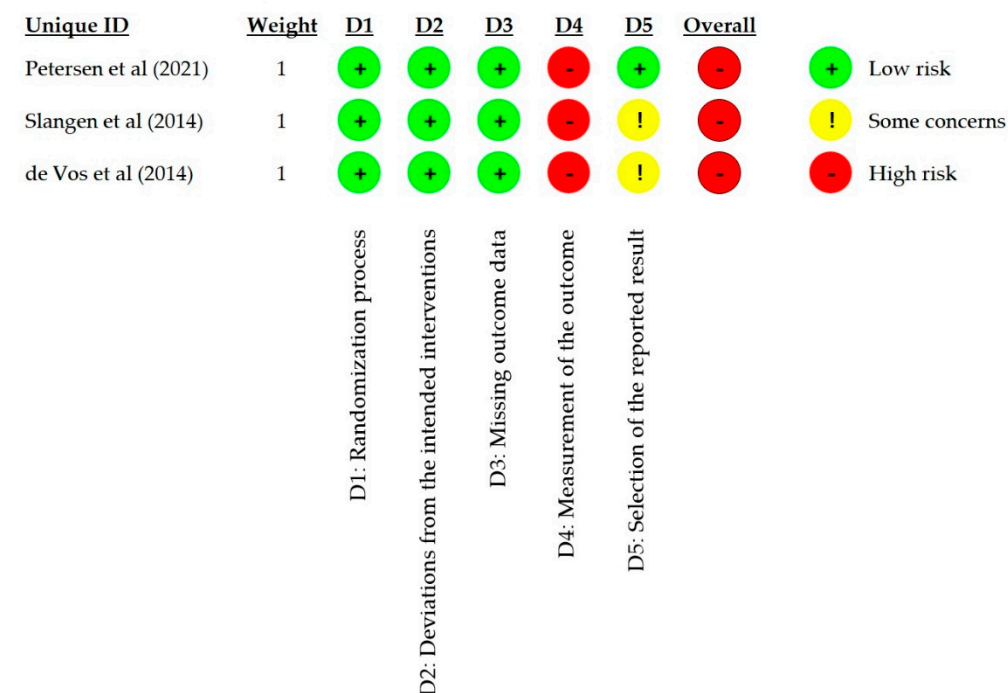 Unique ID Weight D1 D2 D3 D4 D5 Overall
Petersen et al (2021) 1 + + + - + - + Low risk
Slangen et al (2014) 1 + + + - ! - ! Some concerns
de Vos et al (2014) 1 + + + - ! - - High risk
D1: Randomization process
D2: Deviations from the intended interventions
D3: Missing outcome data
D4: Measurement of the outcome
D5: Selection of the reported result